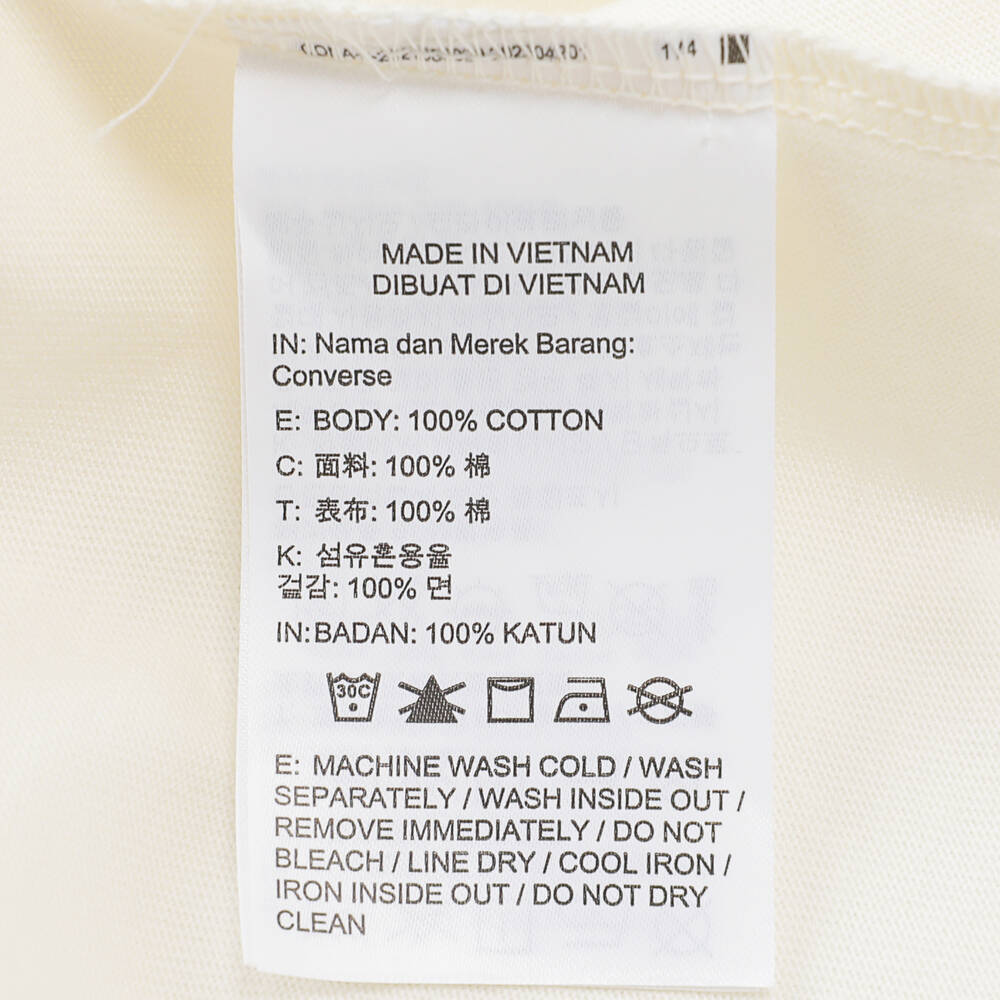 MADE IN VIETNAM
DIBUAT DI VIETNAM
IN: Nama dan Merek Barang:
Converse
E: BODY: 100% COTTON
C: 面料: 100% 棉
T: 表布: 100% 棉
K: 섬유혼용율
겉감: 100% 면
IN:BADAN: 100% KATUN
30C
E: MACHINE WASH COLD / WASH
SEPARATELY / WASH INSIDE OUT /
REMOVE IMMEDIATELY / DO NOT
BLEACH / LINE DRY / COOL IRON /
IRON INSIDE OUT / DO NOT DRY
CLEAN